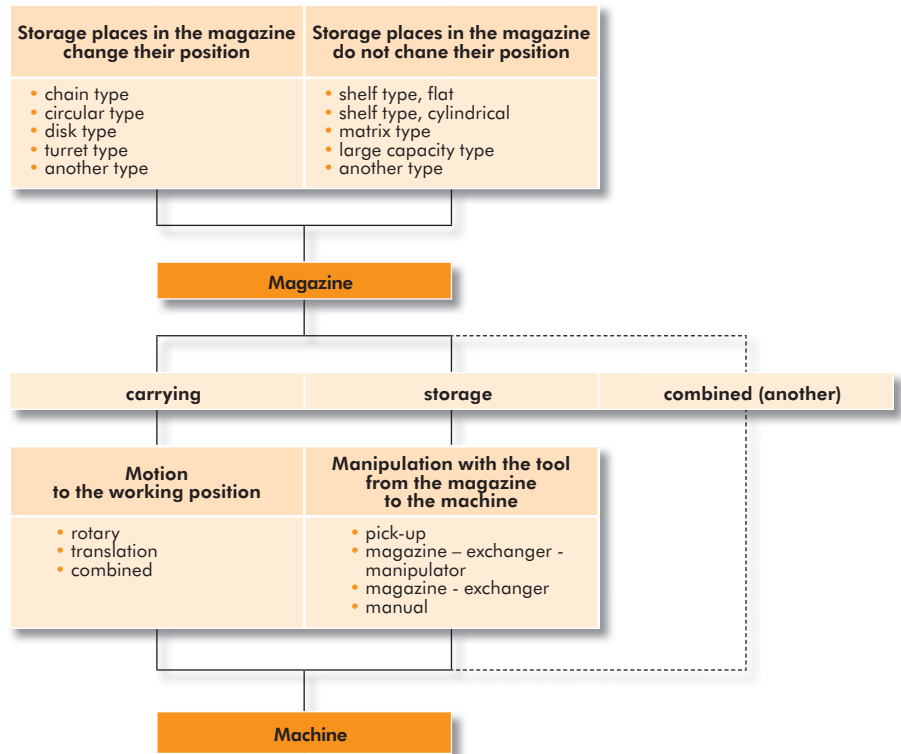 Storage places in the magazine
change their position
Storage places in the magazine
do not chane their position
• chain type
• circular type
• disk type
• turret type
• another type
• shelf type, flat
• shelf type, cylindrical
• matrix type
• large capacity type
• another type
Magazine
carrying
storage
combined (another)
Motion
to the working position
Manipulation with the tool
from the magazine
to the machine
• rotary
• translation
• combined
• pick-up
• magazine – exchanger -
manipulator
• magazine - exchanger
• manual
Machine